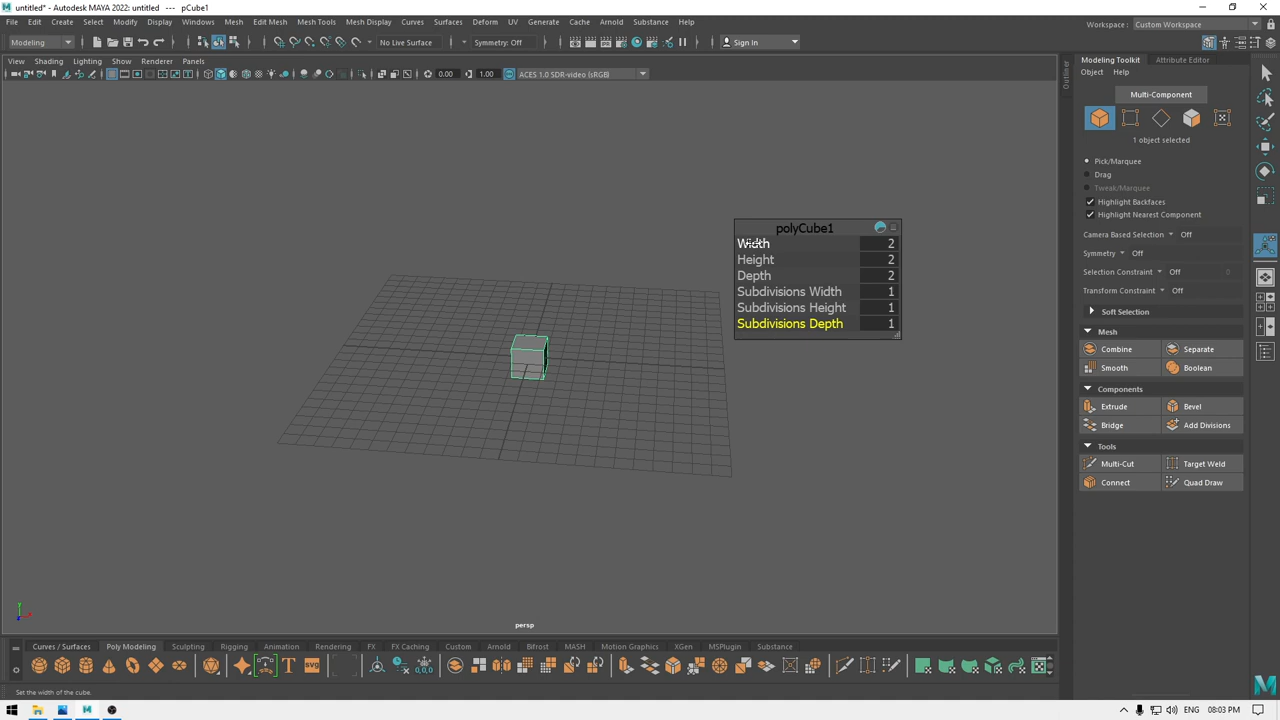 untitled* - Autodesk MAYA 2022: untitled   ---   pCube1
File Edit Create Select Modify Display Windows Mesh Edit Mesh Mesh Tools Mesh Display Curves Surfaces Deform UV Generate Cache Arnold Substance Help
Workspace : Custom Workspace
Modeling No Live Surface Symmetry: Off Sign In
View Shading Lighting Show Renderer Panels
0.00 1.00 ACES 1.0 SDR-video (sRGB)
Outliner
Modeling Toolkit Attribute Editor
Object Help
Multi-Component
1 object selected
Pick/Marquee
Drag
Tweak/Marquee
Highlight Backfaces
Highlight Nearest Component
Camera Based Selection Off
Symmetry Off
Selection Constraint Off
Transform Constraint Off
Soft Selection
Mesh
Combine Separate
Smooth Boolean
Components
Extrude Bevel
Bridge Add Divisions
Tools
Multi-Cut Target Weld
Connect Quad Draw
polyCube1
Width 2
Height 2
Depth 2
Subdivisions Width 1
Subdivisions Height 1
Subdivisions Depth 1
persp
Curves / Surfaces Poly Modeling Sculpting Rigging Animation Rendering FX FX Caching Custom Arnold Bifrost MASH Motion Graphics XGen MSPlugin Substance
T SVG 0,0,0
Set the width of the cube.
ENG 08:03 PM